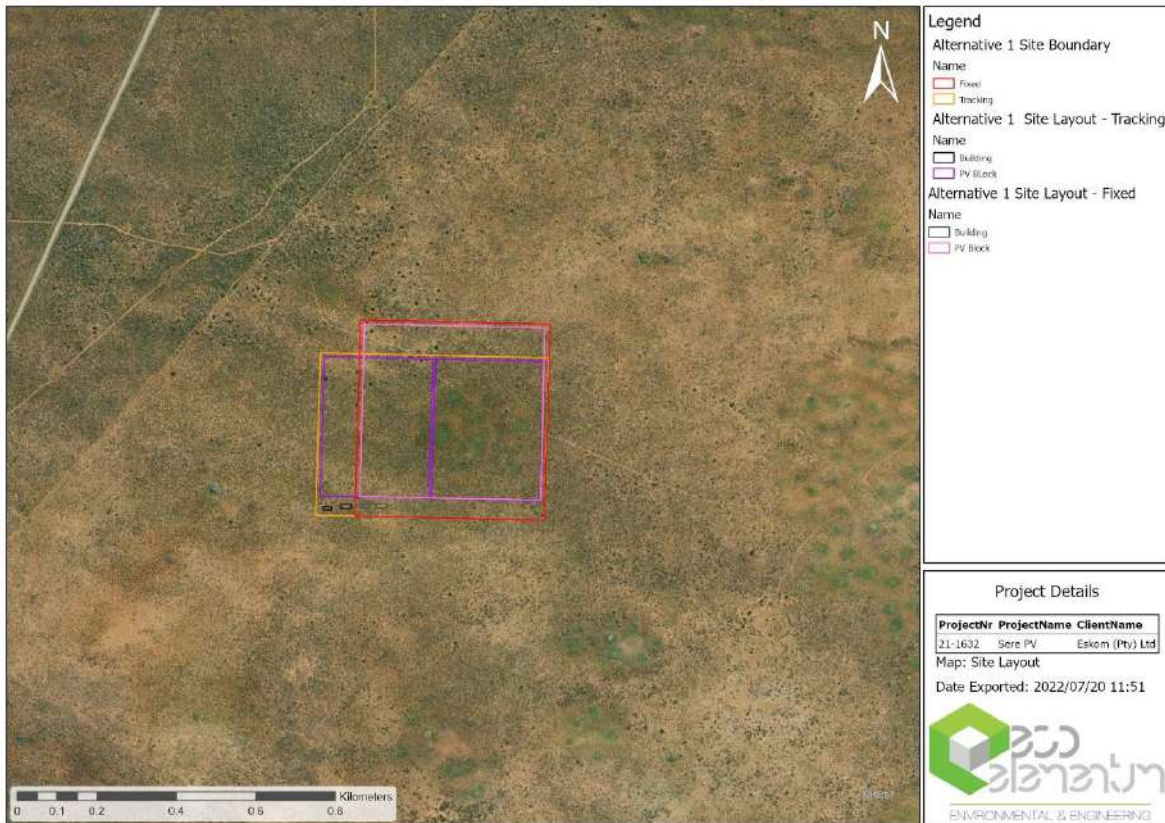 N
Legend
Alternative 1 Site Boundary
Name
Fixed
Tracking
Alternative 1 Site Layout - Tracking
Name
Building
PV Block
Alternative 1 Site Layout - Fixed
Name
Building
PV Block
Kilometers
0 0.1 0.2 0.4 0.6 0.8
Project Details
ProjectNr ProjectName ClientName
21-1632 Sere PV Eskom (Pty) Ltd
Map: Site Layout
Date Exported: 2022/07/20 11:51
eco
elementum
ENVIRONMENTAL & ENGINEERING